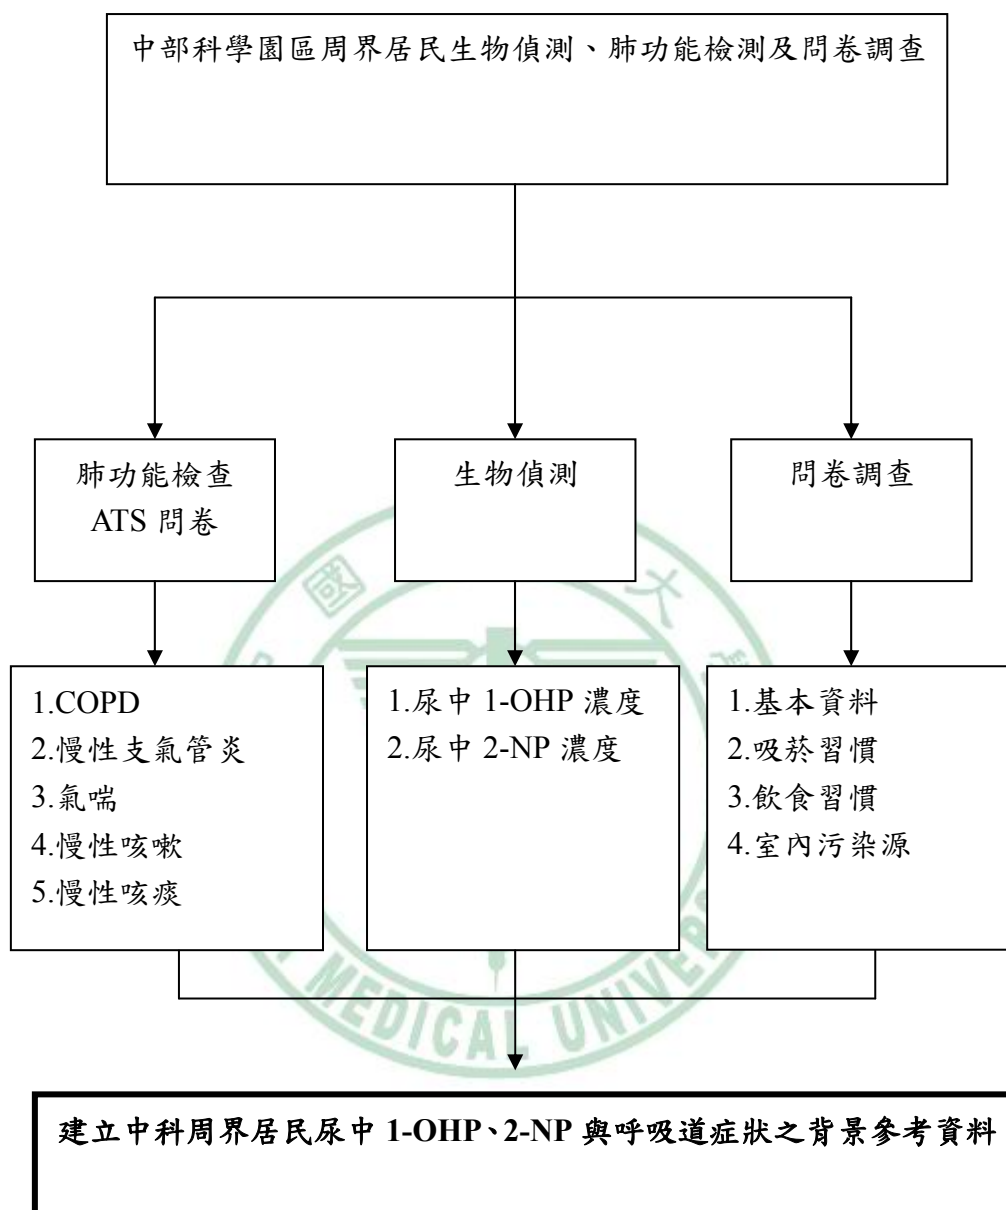 中部科學園區周界居民生物偵測、肺功能檢測及問卷調查
肺功能檢查
ATS 問卷
生物偵測
問卷調查
1.COPD
2.慢性支氣管炎
3.氣喘
4.慢性咳嗽
5.慢性咳痰
1.尿中 1-OHP 濃度
2.尿中 2-NP 濃度
1.基本資料
2.吸菸習慣
3.飲食習慣
4.室內污染源
國 大 學
MEDICAL UNIVER
建立中科周界居民尿中 1-OHP、2-NP 與呼吸道症狀之背景參考資料